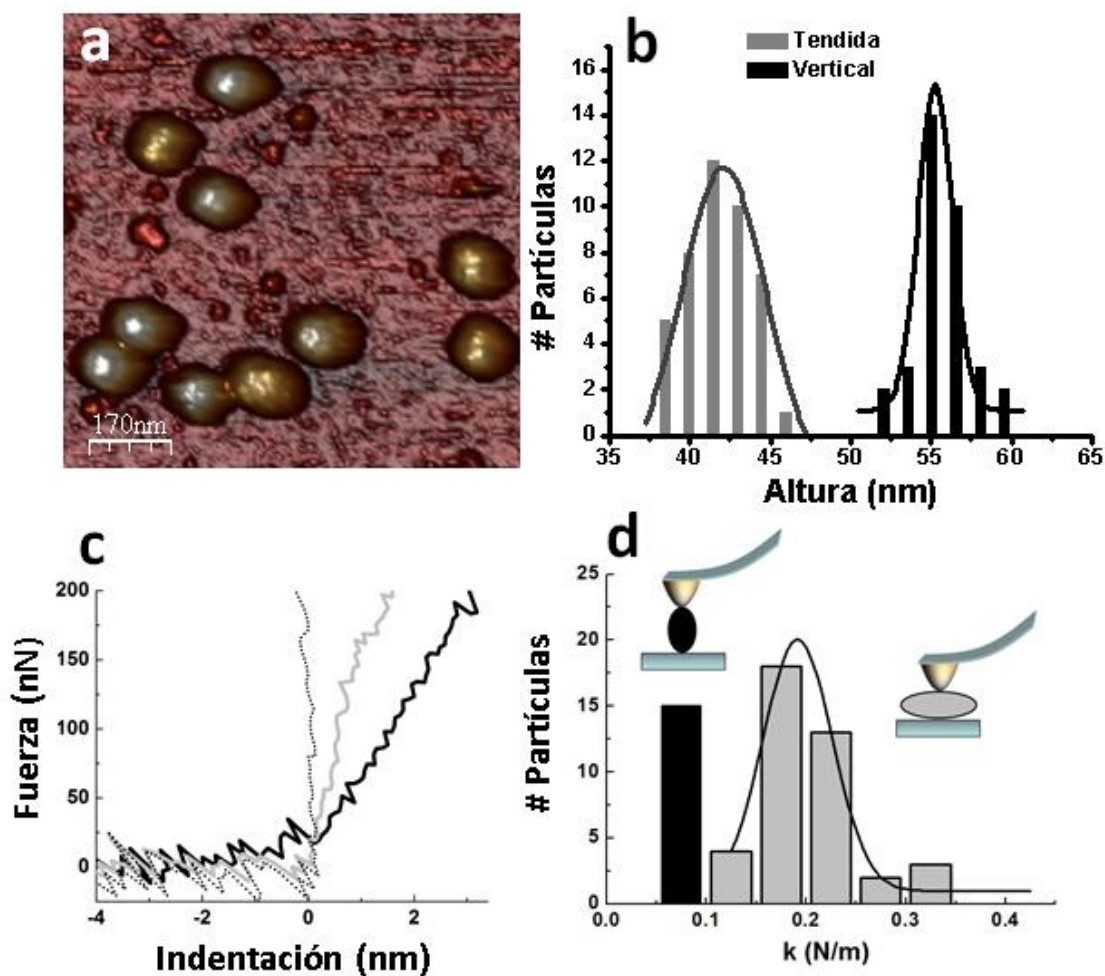 a
170nm
b
Tendida
Vertical
# Partículas
16
14
12
10
8
6
4
2
0
35 40 45 50 55 60 65
Altura (nm)
c
Fuerza (nN)
200
150
100
50
0
-4 -2 0 2
Indentación (nm)
d
# Partículas
25
20
15
10
5
0
0.0 0.1 0.2 0.3 0.4
k (N/m)